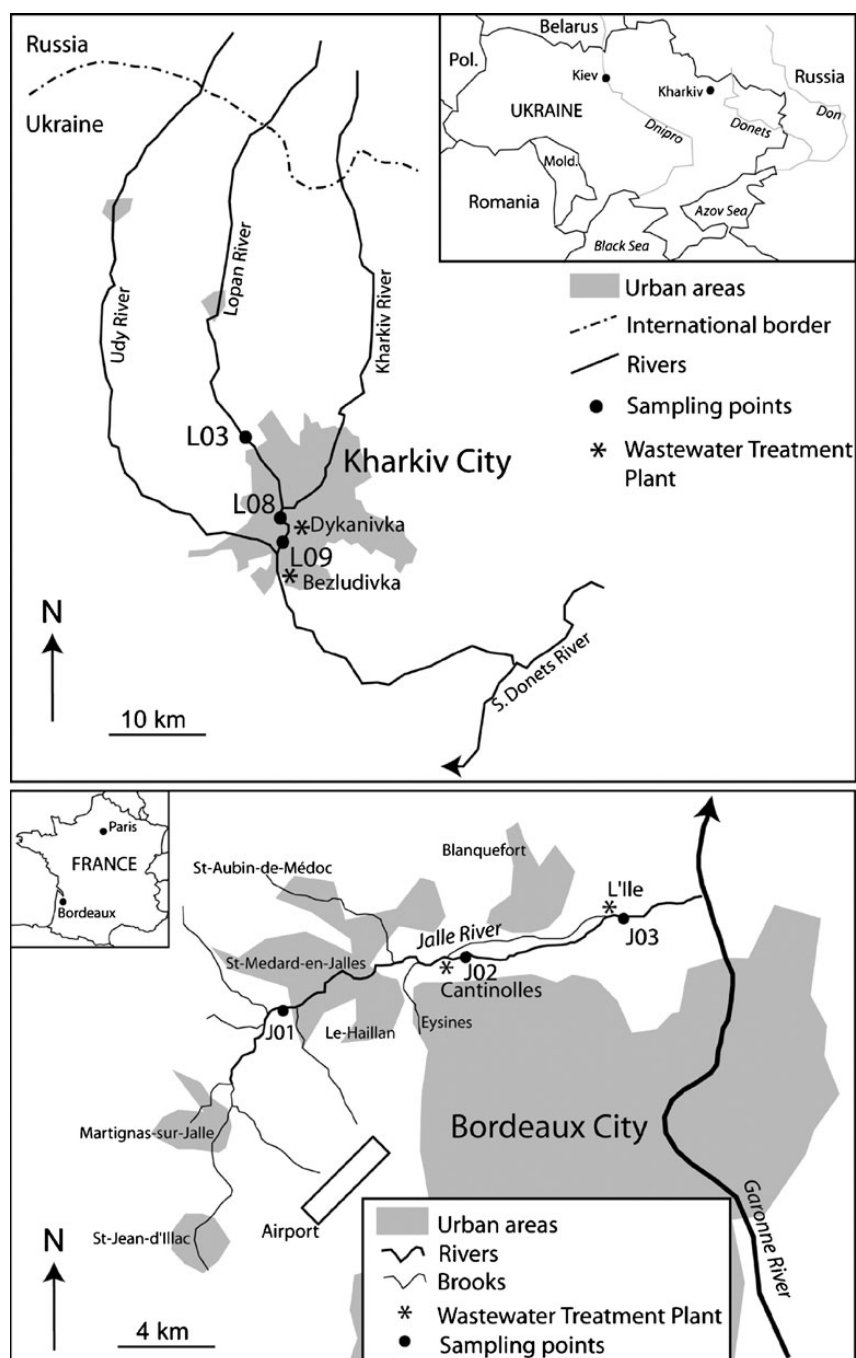 Russia
Ukraine
Udy River
Lopan River
Kharkiv River
L03
Kharkiv City
L08
Dykanivka
L09
Bezludivka
N
10 km
S. Donets River
Belarus
Pol.
Kiev
Kharkiv
Russia
UKRAINE
Dnipro
Donets
Don
Mold.
Romania
Azov Sea
Black Sea
Urban areas
International border
Rivers
Sampling points
Wastewater Treatment
Plant
Paris
FRANCE
Bordeaux
St-Aubin-de-Médoc
Blanquefort
L'Ile
Jalle River
J03
St-Medard-en-Jalles
J02
Cantinolles
J01
Le-Haillan
Eysines
Martignas-sur-Jalle
Bordeaux City
Airport
St-Jean-d'Illac
Garonne River
N
4 km
Urban areas
Rivers
Brooks
Wastewater Treatment Plant
Sampling points